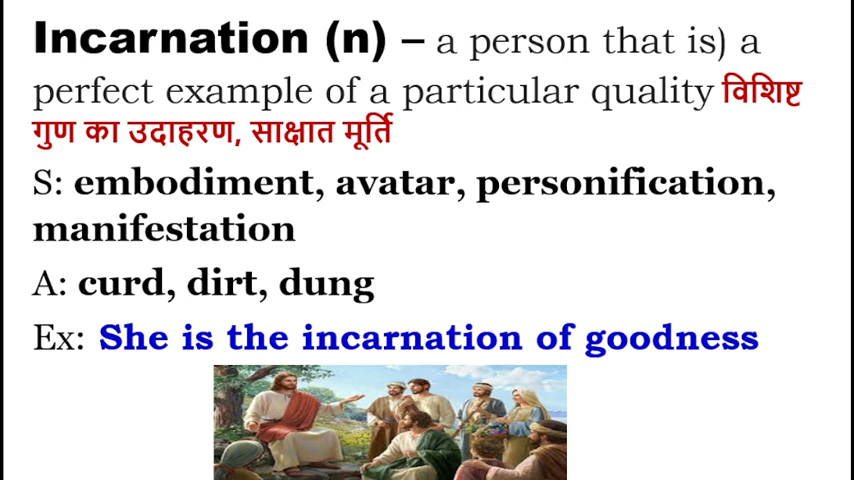 Incarnation (n) – a person that is) a
perfect example of a particular quality विशिष्ट
गुण का उदाहरण, साक्षात मूर्ति
S: embodiment, avatar, personification,
manifestation
A: curd, dirt, dung
Ex: She is the incarnation of goodness